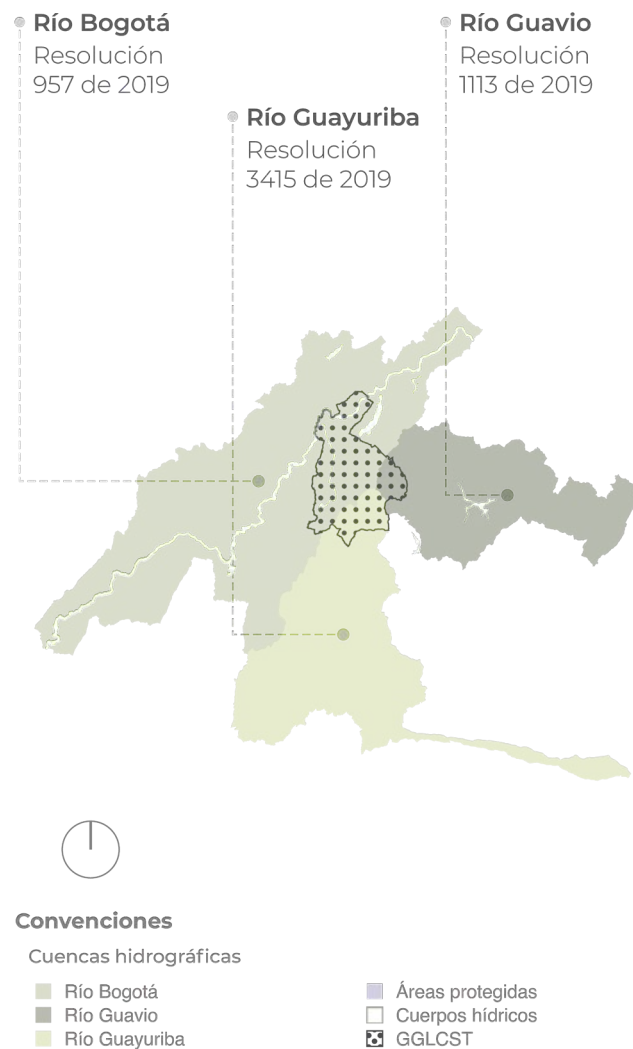 Río Bogotá
Resolución
957 de 2019
Río Guavio
Resolución
1113 de 2019
Río Guayuriba
Resolución
3415 de 2019
Convenciones
Cuencas hidrográficas
Río Bogotá
Río Guavio
Río Guayuriba
Áreas protegidas
Cuerpos hídricos
GGLCST